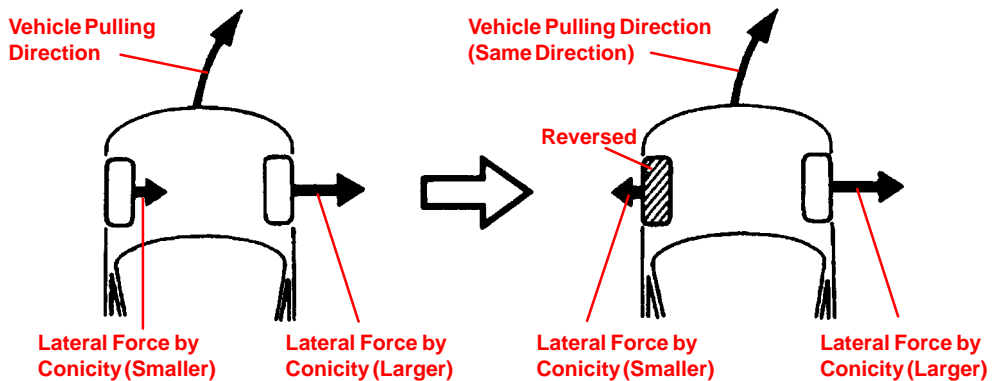 Vehicle Pulling
Direction
Vehicle Pulling Direction
(Same Direction)
Reversed
Lateral Force by
Conicity (Smaller)
Lateral Force by
Conicity (Larger)
Lateral Force by
Conicity (Smaller)
Lateral Force by
Conicity (Larger)